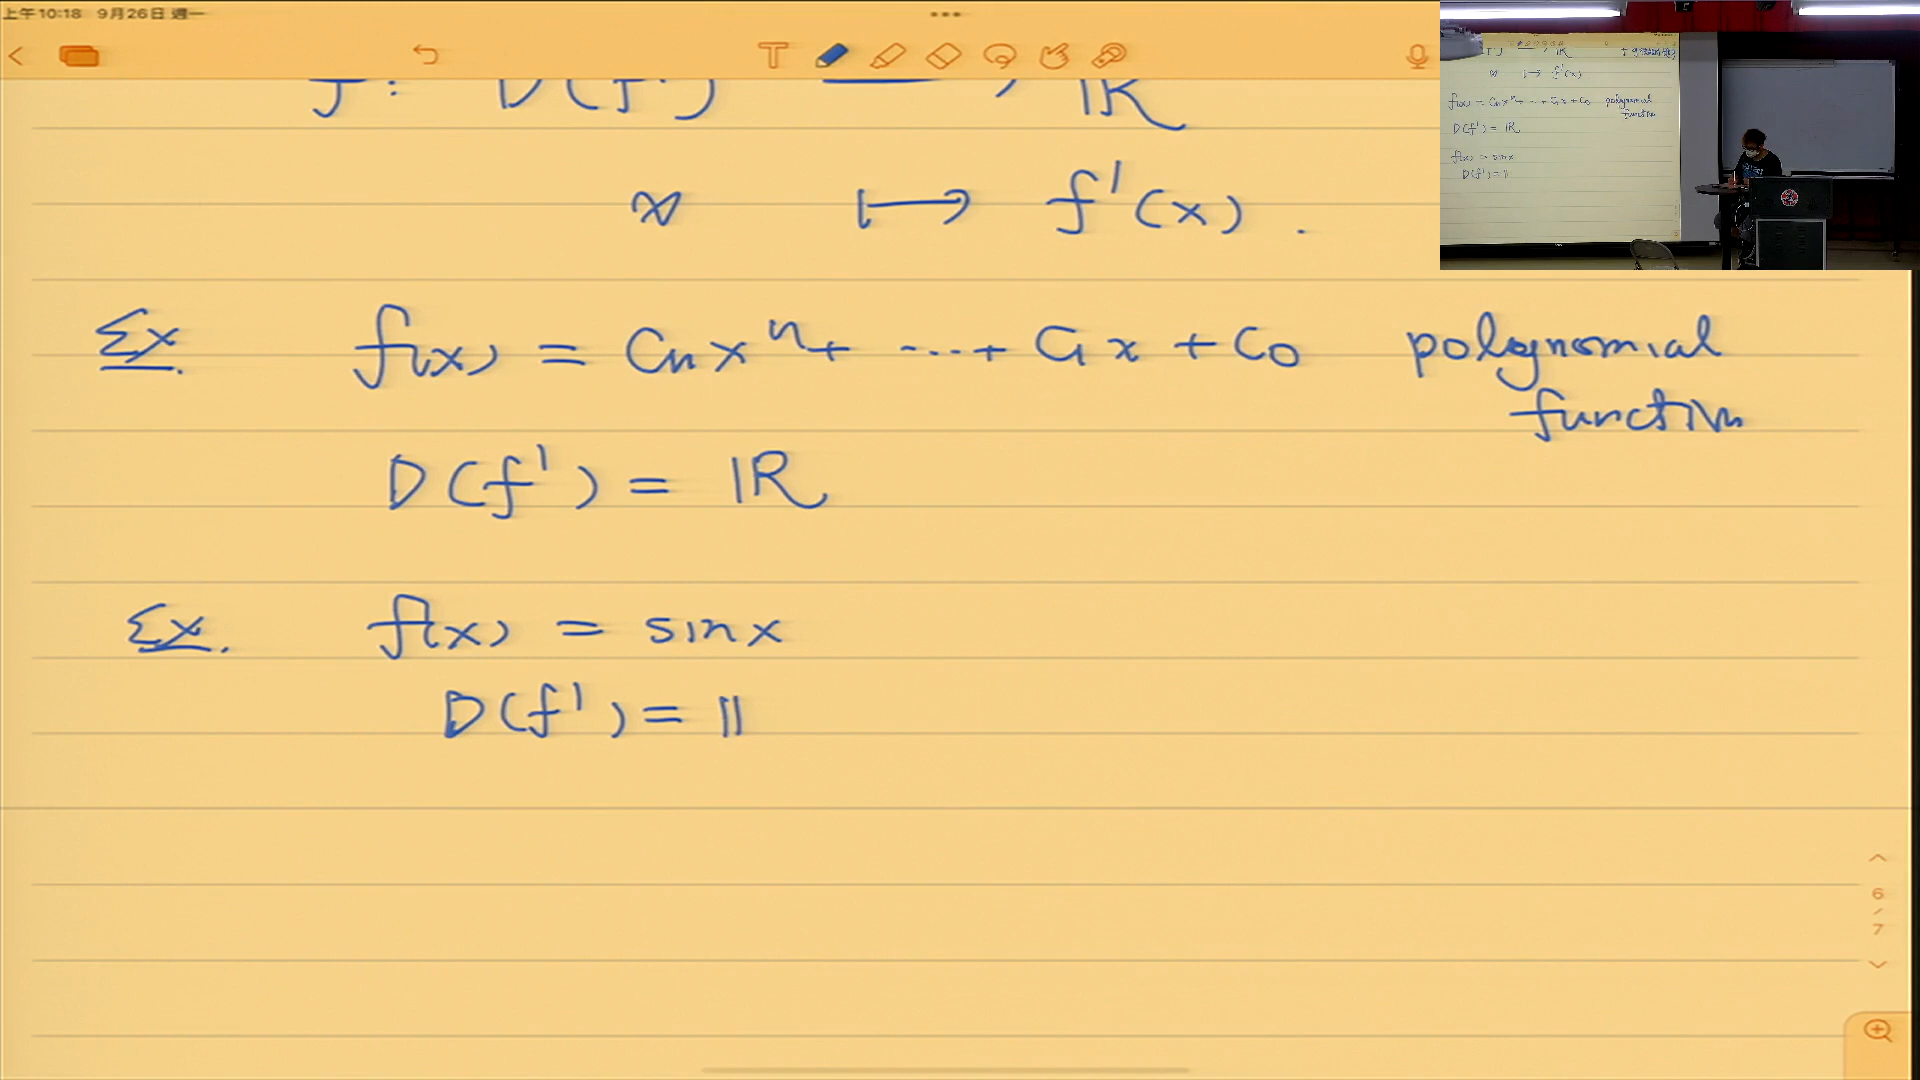 上午10:18 9月26日 週一
f : D(f') ⟶ ℝ
x ⟼ f'(x) .
Ex. f(x) = Cₙxⁿ + ⋯ + C₁x + C₀ polynomial
function
D(f') = ℝ
Ex. f(x) = sin x
D(f') = ||
6
/
7